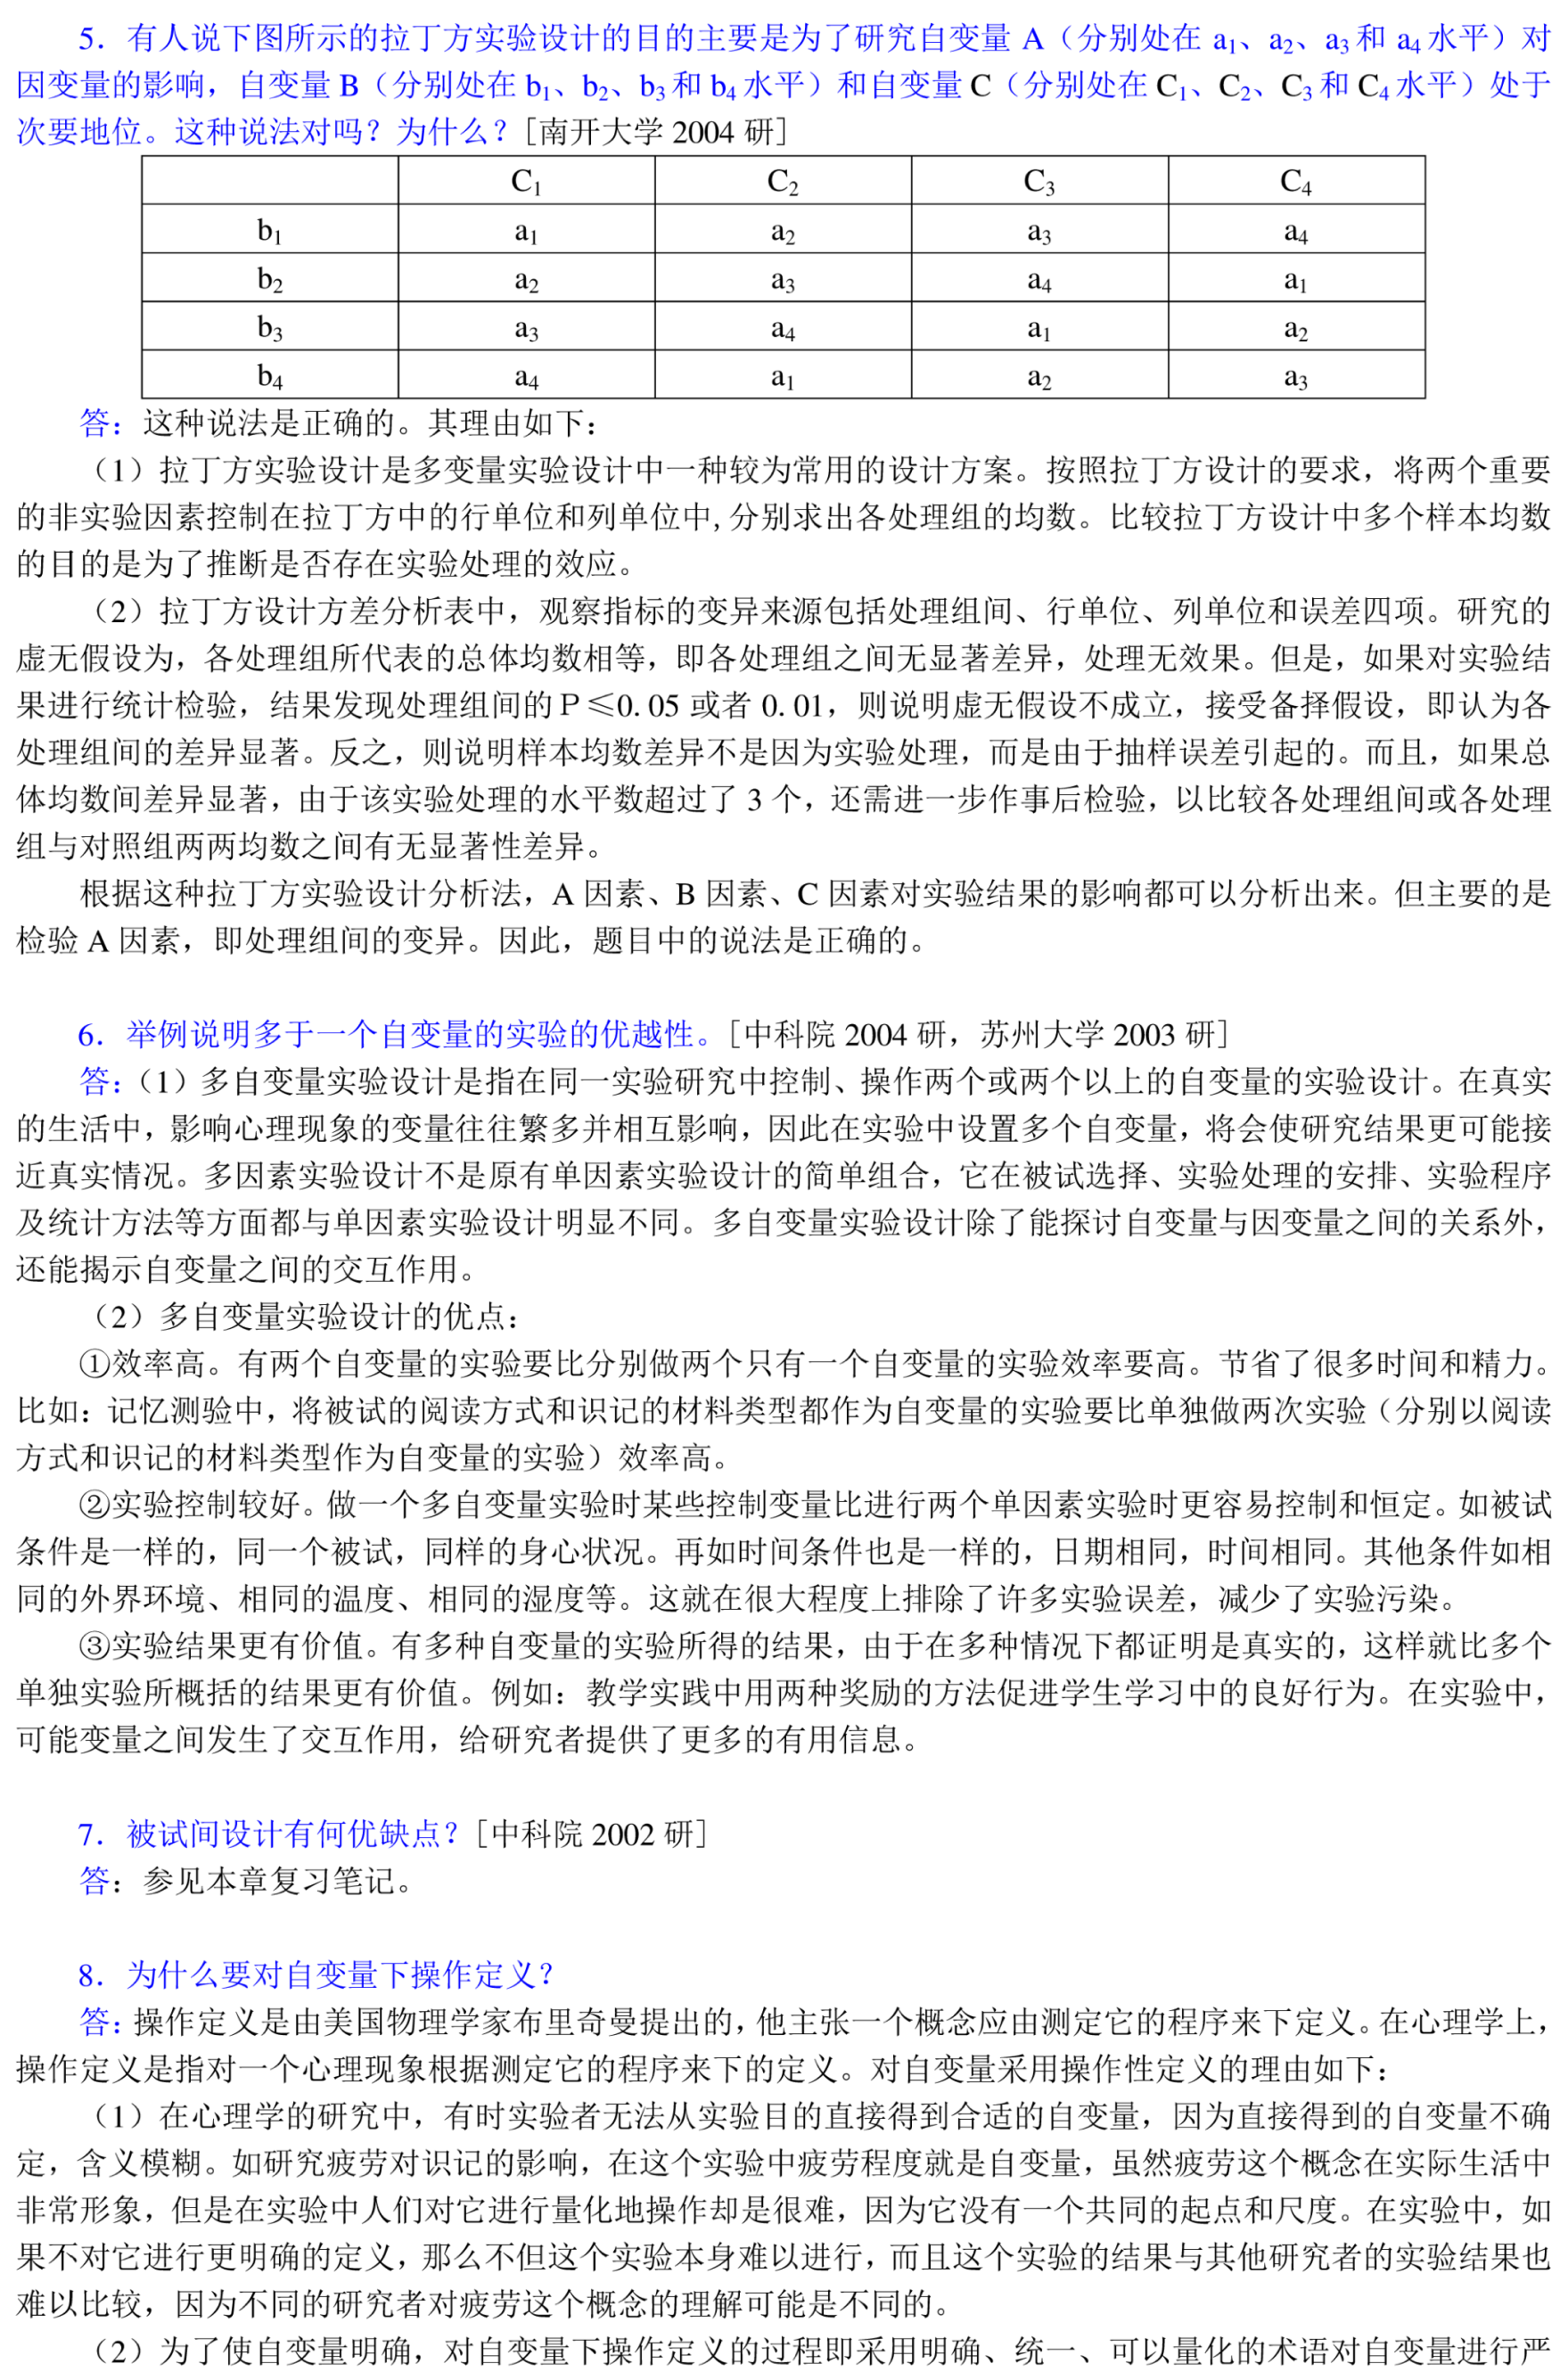 5．有人说下图所示的拉丁方实验设计的目的主要是为了研究自变量 A（分别处在 a₁、a₂、a₃和 a₄水平）对
因变量的影响，自变量 B（分别处在 b₁、b₂、b₃和 b₄水平）和自变量 C（分别处在 C₁、C₂、C₃和 C₄水平）处于
次要地位。这种说法对吗？为什么？[南开大学 2004 研]
C₁ C₂ C₃ C₄
b₁ a₁ a₂ a₃ a₄
b₂ a₂ a₃ a₄ a₁
b₃ a₃ a₄ a₁ a₂
b₄ a₄ a₁ a₂ a₃
答：这种说法是正确的。其理由如下：
（1）拉丁方实验设计是多变量实验设计中一种较为常用的设计方案。按照拉丁方设计的要求，将两个重要
的非实验因素控制在拉丁方中的行单位和列单位中,分别求出各处理组的均数。比较拉丁方设计中多个样本均数
的目的是为了推断是否存在实验处理的效应。
（2）拉丁方设计方差分析表中，观察指标的变异来源包括处理组间、行单位、列单位和误差四项。研究的
虚无假设为，各处理组所代表的总体均数相等，即各处理组之间无显著差异，处理无效果。但是，如果对实验结
果进行统计检验，结果发现处理组间的Ｐ≤0.05 或者 0.01，则说明虚无假设不成立，接受备择假设，即认为各
处理组间的差异显著。反之，则说明样本均数差异不是因为实验处理，而是由于抽样误差引起的。而且，如果总
体均数间差异显著，由于该实验处理的水平数超过了 3 个，还需进一步作事后检验，以比较各处理组间或各处理
组与对照组两两均数之间有无显著性差异。
根据这种拉丁方实验设计分析法，A 因素、B 因素、C 因素对实验结果的影响都可以分析出来。但主要的是
检验 A 因素，即处理组间的变异。因此，题目中的说法是正确的。
6．举例说明多于一个自变量的实验的优越性。[中科院 2004 研，苏州大学 2003 研]
答：（1）多自变量实验设计是指在同一实验研究中控制、操作两个或两个以上的自变量的实验设计。在真实
的生活中，影响心理现象的变量往往繁多并相互影响，因此在实验中设置多个自变量，将会使研究结果更可能接
近真实情况。多因素实验设计不是原有单因素实验设计的简单组合，它在被试选择、实验处理的安排、实验程序
及统计方法等方面都与单因素实验设计明显不同。多自变量实验设计除了能探讨自变量与因变量之间的关系外，
还能揭示自变量之间的交互作用。
（2）多自变量实验设计的优点：
①效率高。有两个自变量的实验要比分别做两个只有一个自变量的实验效率要高。节省了很多时间和精力。
比如：记忆测验中，将被试的阅读方式和识记的材料类型都作为自变量的实验要比单独做两次实验（分别以阅读
方式和识记的材料类型作为自变量的实验）效率高。
②实验控制较好。做一个多自变量实验时某些控制变量比进行两个单因素实验时更容易控制和恒定。如被试
条件是一样的，同一个被试，同样的身心状况。再如时间条件也是一样的，日期相同，时间相同。其他条件如相
同的外界环境、相同的温度、相同的湿度等。这就在很大程度上排除了许多实验误差，减少了实验污染。
③实验结果更有价值。有多种自变量的实验所得的结果，由于在多种情况下都证明是真实的，这样就比多个
单独实验所概括的结果更有价值。例如：教学实践中用两种奖励的方法促进学生学习中的良好行为。在实验中，
可能变量之间发生了交互作用，给研究者提供了更多的有用信息。
7．被试间设计有何优缺点？[中科院 2002 研]
答：参见本章复习笔记。
8．为什么要对自变量下操作定义？
答：操作定义是由美国物理学家布里奇曼提出的，他主张一个概念应由测定它的程序来下定义。在心理学上，
操作定义是指对一个心理现象根据测定它的程序来下的定义。对自变量采用操作性定义的理由如下：
（1）在心理学的研究中，有时实验者无法从实验目的直接得到合适的自变量，因为直接得到的自变量不确
定，含义模糊。如研究疲劳对识记的影响，在这个实验中疲劳程度就是自变量，虽然疲劳这个概念在实际生活中
非常形象，但是在实验中人们对它进行量化地操作却是很难，因为它没有一个共同的起点和尺度。在实验中，如
果不对它进行更明确的定义，那么不但这个实验本身难以进行，而且这个实验的结果与其他研究者的实验结果也
难以比较，因为不同的研究者对疲劳这个概念的理解可能是不同的。
（2）为了使自变量明确，对自变量下操作定义的过程即采用明确、统一、可以量化的术语对自变量进行严